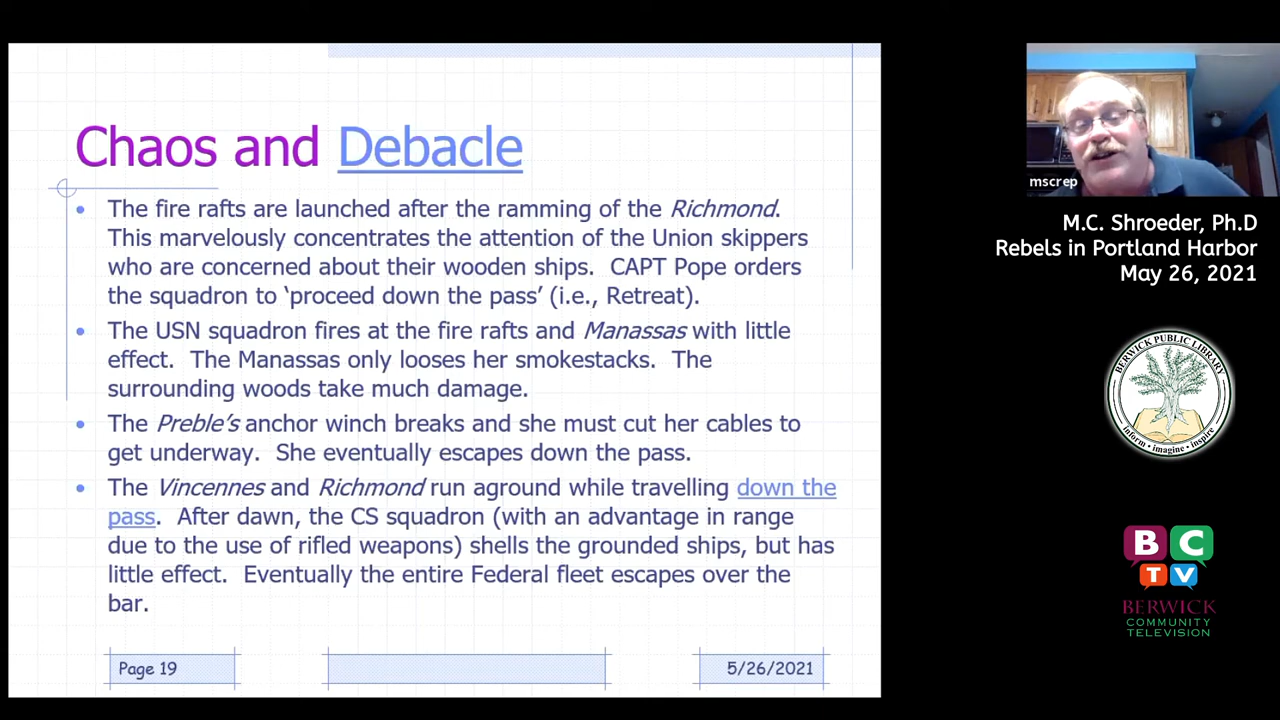 Chaos and Debacle
• The fire rafts are launched after the ramming of the Richmond.
This marvelously concentrates the attention of the Union skippers
who are concerned about their wooden ships. CAPT Pope orders
the squadron to ‘proceed down the pass’ (i.e., Retreat).
• The USN squadron fires at the fire rafts and Manassas with little
effect. The Manassas only looses her smokestacks. The
surrounding woods take much damage.
• The Preble’s anchor winch breaks and she must cut her cables to
get underway. She eventually escapes down the pass.
• The Vincennes and Richmond run aground while travelling down the
pass. After dawn, the CS squadron (with an advantage in range
due to the use of rifled weapons) shells the grounded ships, but has
little effect. Eventually the entire Federal fleet escapes over the
bar.
Page 19
5/26/2021
mscrep
M.C. Shroeder, Ph.D
Rebels in Portland Harbor
May 26, 2021
BERWICK PUBLIC LIBRARY
inform • imagine • inspire
BC
TV
BERWICK
COMMUNITY
TELEVISION